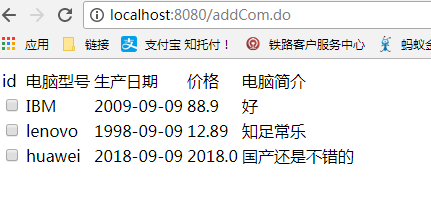 localhost:8080/addCom.do
应用 链接 支付宝 知托付！ 铁路客户服务中心 蚂蚁金
id 电脑型号 生产日期 价格 电脑简介
IBM 2009-09-09 88.9 好
lenovo 1998-09-09 12.89 知足常乐
huawei 2018-09-09 2018.0 国产还是不错的